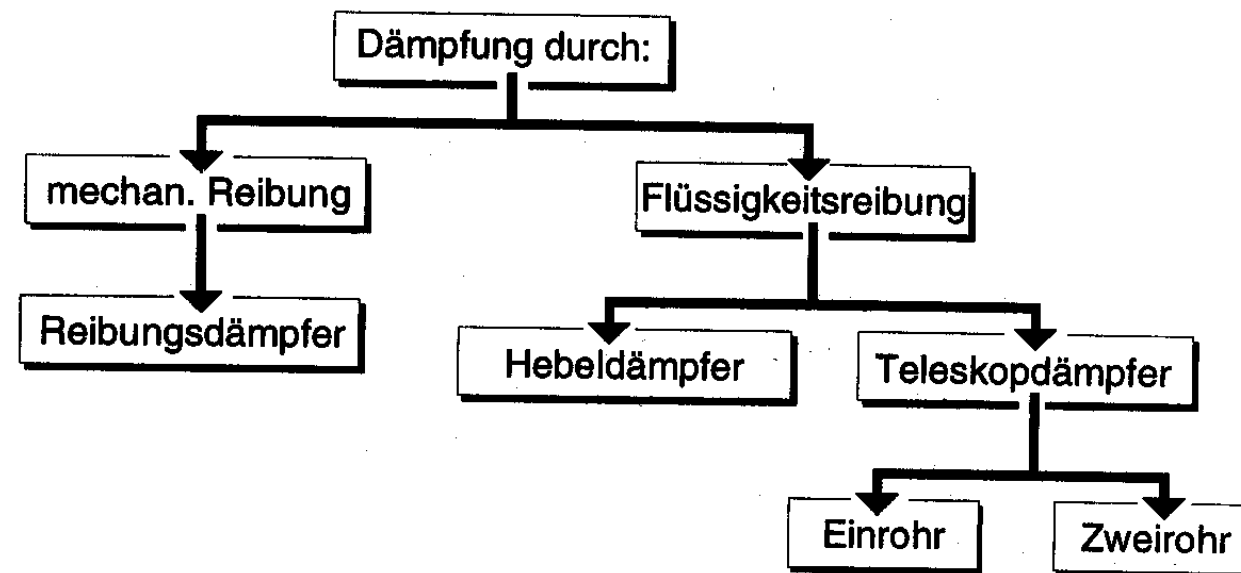 Dämpfung durch:
mechan. Reibung
Flüssigkeitsreibung
Reibungsdämpfer
Hebeldämpfer
Teleskopdämpfer
Einrohr
Zweirohr